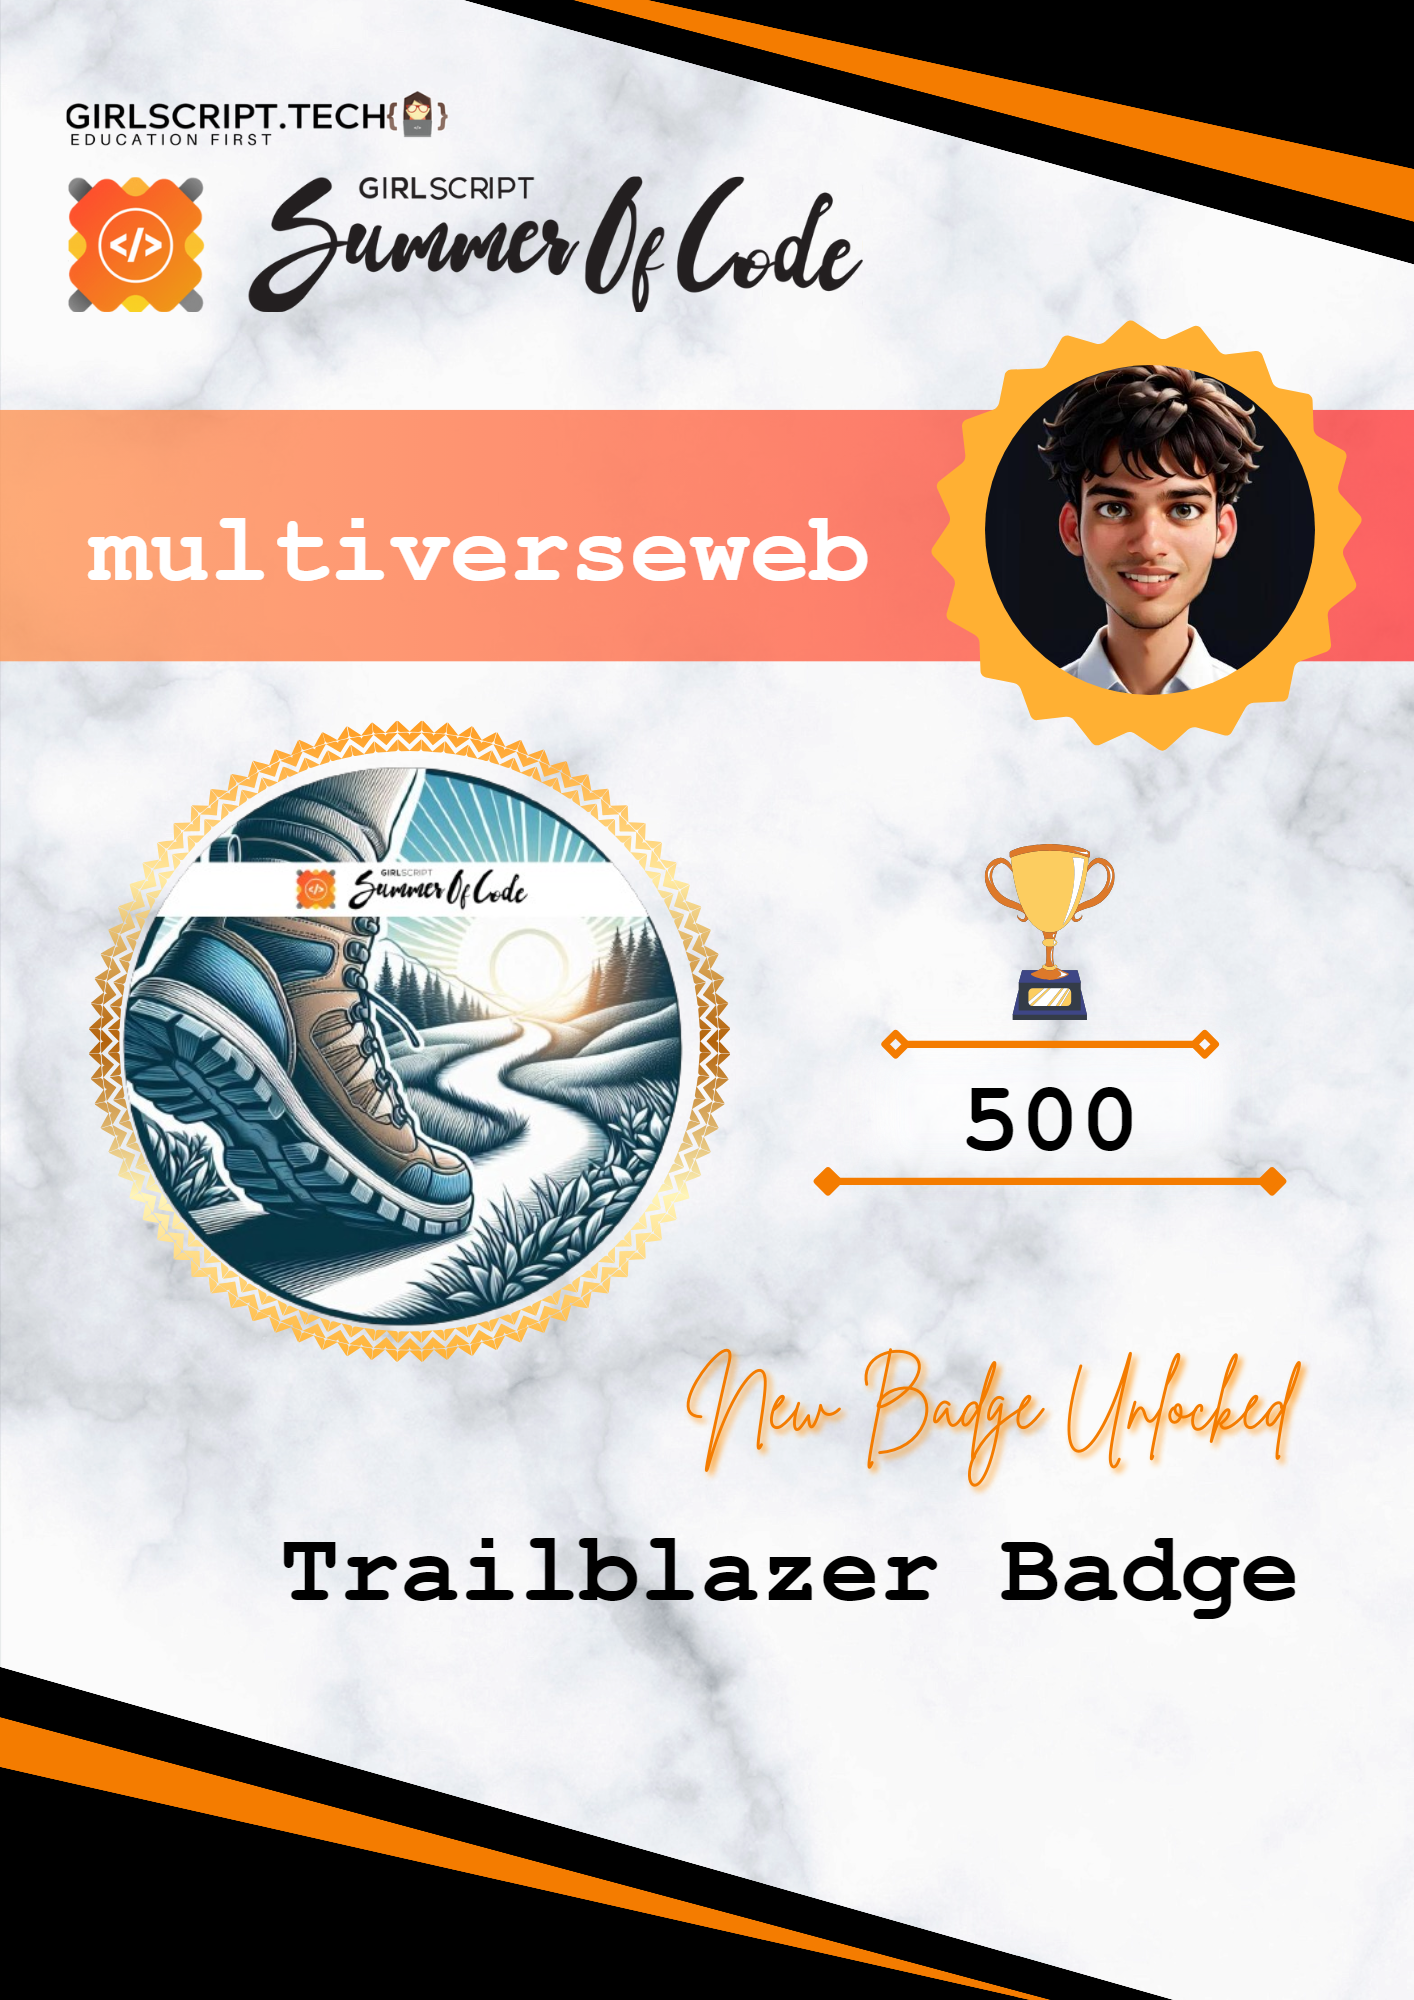 GIRLSCRIPT.TECH{ }
EDUCATION FIRST
</>
GIRLSCRIPT
Summer Of Code
multiverseweb
</>
GIRLSCRIPT
Summer Of Code
500
New Badge Unlocked
Trailblazer Badge